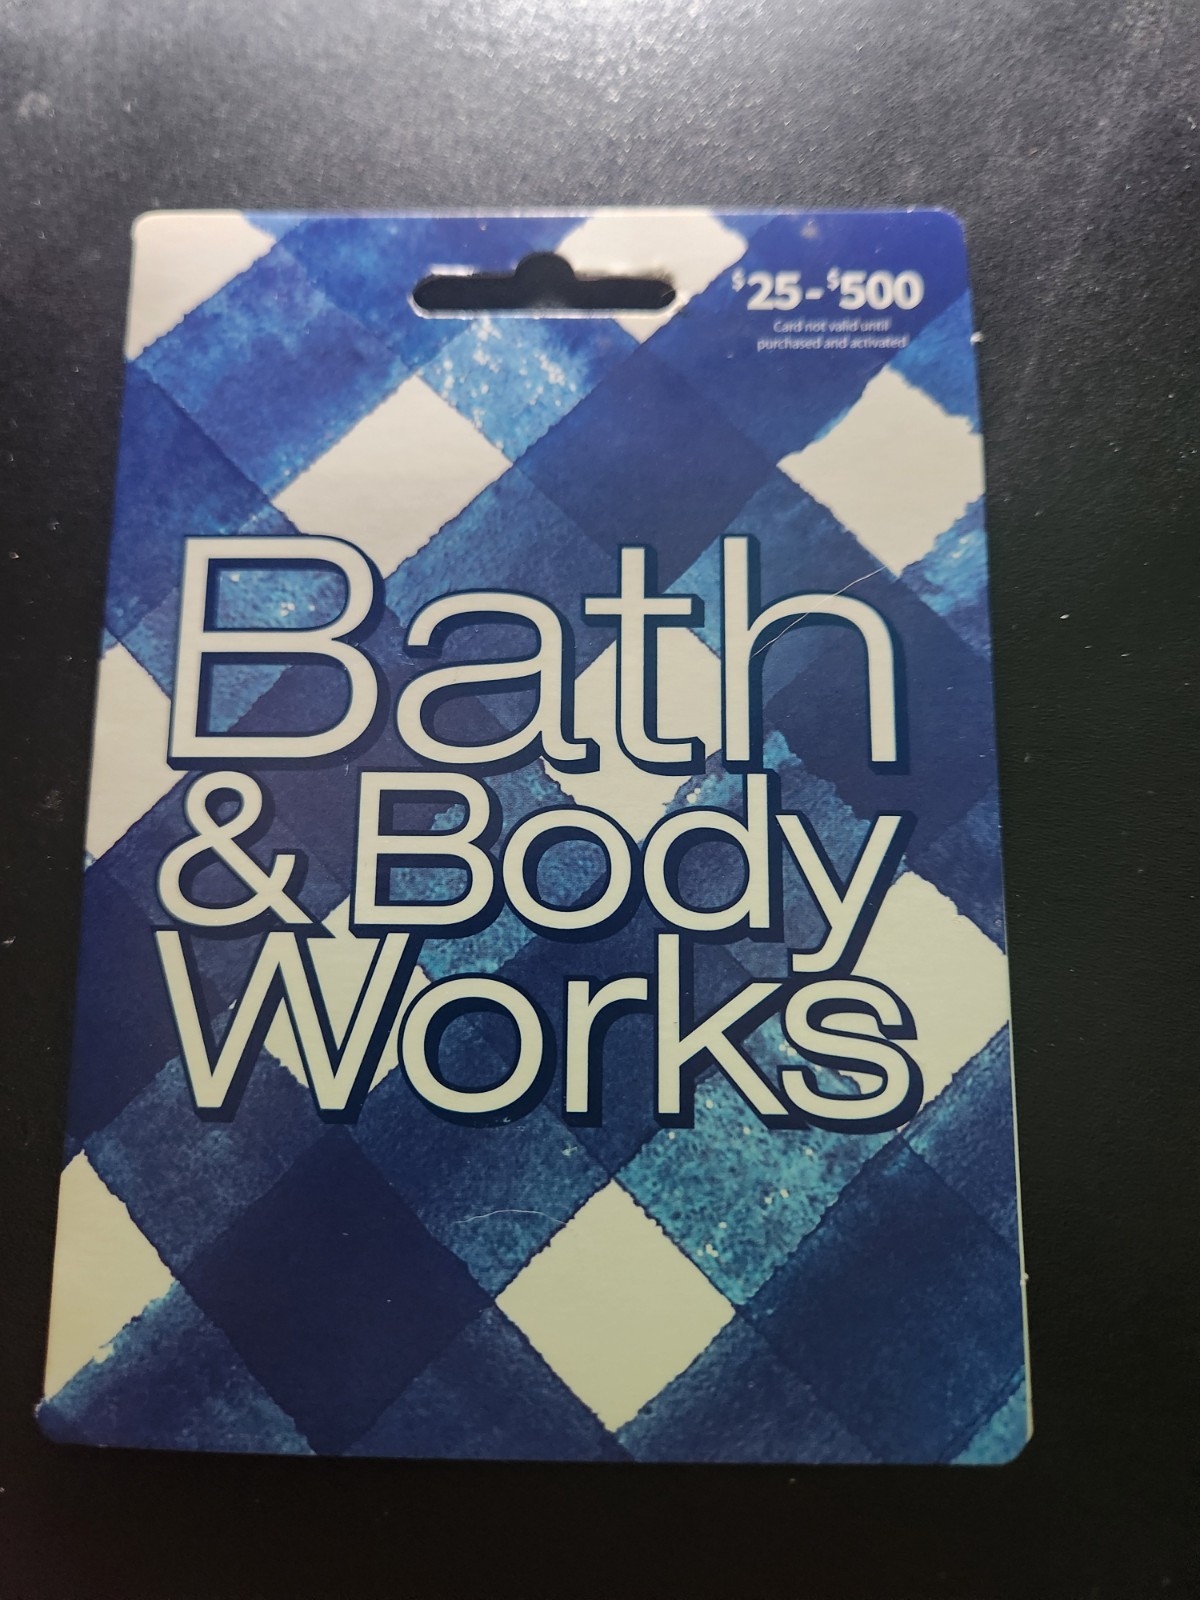 $25-$500
Card not valid until
purchased and activated
Bath
& Body
Works